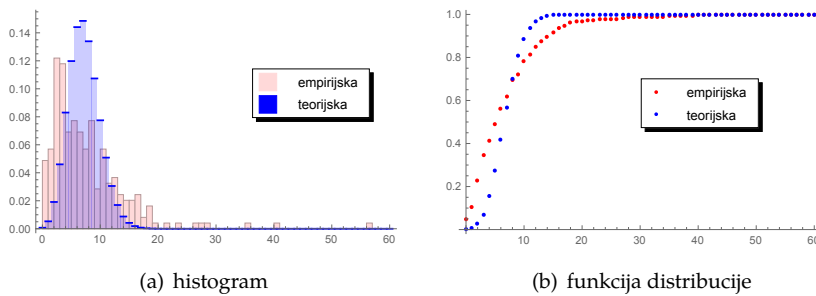 0.14
0.12
0.10
0.08
0.06
0.04
0.02
0.00
0 10 20 30 40 50 60
empirijska
teorijska
(a) histogram
1.0
0.8
0.6
0.4
0.2
10 20 30 40 50 60
empirijska
teorijska
(b) funkcija distribucije